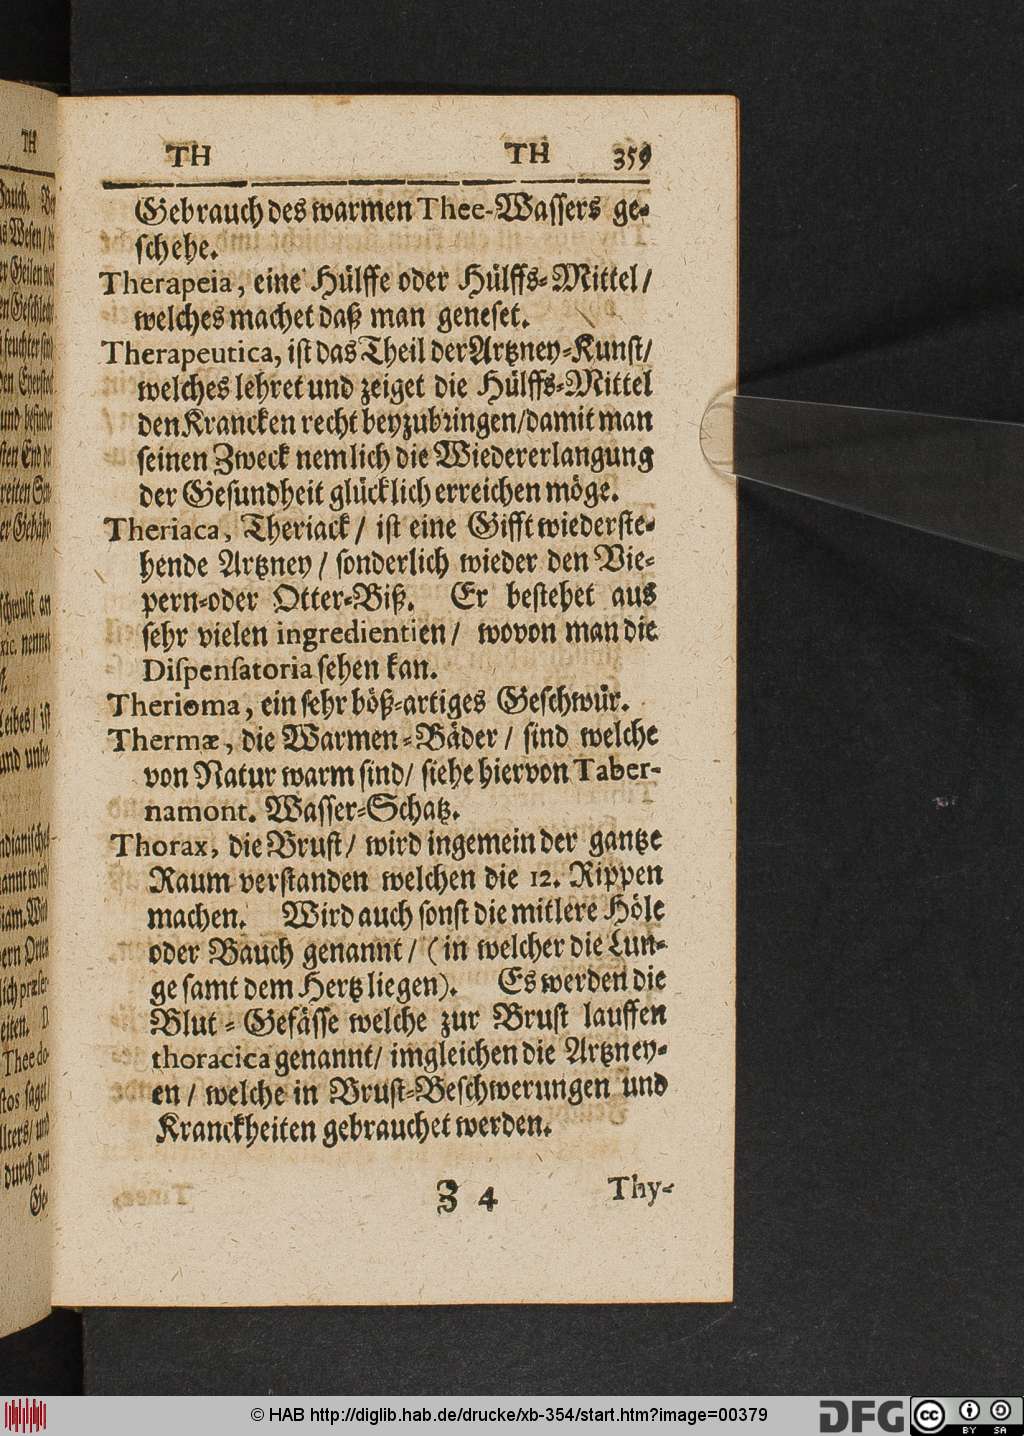 TH TH 359
Gebrauch des warmen Thee-Wassers ge-
schehe.
Therapeia, eine Hülffe oder Hülffs-Mittel/
welches machet daß man geneset.
Therapeutica, ist das Theil der Artzney-Kunst/
welches lehret und zeiget die Hülffs-Mittel
den Krancken recht beyzubringen/damit man
seinen Zweck nemlich die Wiedererlangung
der Gesundheit glücklich erreichen möge.
Theriaca, Theriack/ ist eine Gifft wiederste-
hende Artzney/ sonderlich wieder den Vie-
pern-oder Otter-Biß. Er bestehet aus
sehr vielen ingredientien/ wovon man die
Dispensatoria sehen kan.
Therioma, ein sehr böß-artiges Geschwür.
Thermæ, die Warmen-Bäder/ sind welche
von Natur warm sind/ siehe hiervon Taber-
namont. Wasser-Schatz.
Thorax, die Brust/ wird ingemein der gantze
Raum verstanden welchen die 12. Rippen
machen. Wird auch sonst die mitlere Höle
oder Bauch genannt/ (in welcher die Lun-
ge samt dem Hertz liegen). Es werden die
Blut-Gefässe welche zur Brust lauffen
thoracica genannt/ imgleichen die Artzney-
en/ welche in Brust-Beschwerungen und
Kranckheiten gebrauchet werden.
Z 4 Thy-
© HAB http://diglib.hab.de/drucke/xb-354/start.htm?image=00379
DFG cc BY SA